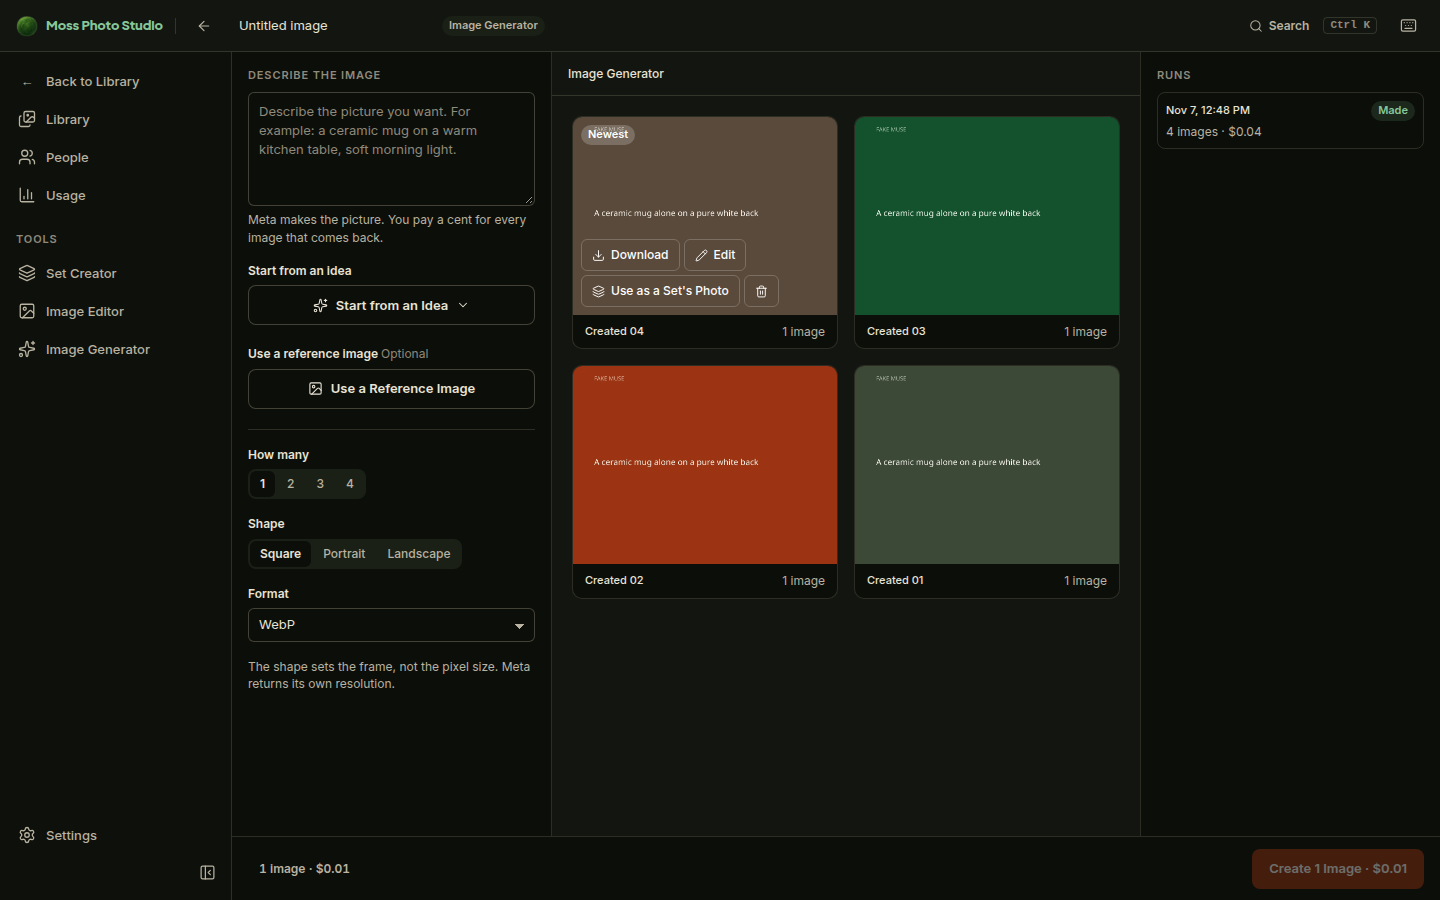 Moss Photo Studio
Untitled image
Image Generator
Search
Ctrl K
← Back to Library
Library
People
Usage
TOOLS
Set Creator
Image Editor
Image Generator
Settings
DESCRIBE THE IMAGE
Describe the picture you want. For
example: a ceramic mug on a warm
kitchen table, soft morning light.
Meta makes the picture. You pay a cent for every
image that comes back.
Start from an idea
Start from an Idea
Use a reference image Optional
Use a Reference Image
How many
1 2 3 4
Shape
Square Portrait Landscape
Format
WebP
The shape sets the frame, not the pixel size. Meta
returns its own resolution.
Image Generator
FAKE MUSE
Newest
A ceramic mug alone on a pure white back
Download
Edit
Use as a Set's Photo
Created 04 1 image
FAKE MUSE
A ceramic mug alone on a pure white back
Created 03 1 image
FAKE MUSE
A ceramic mug alone on a pure white back
Created 02 1 image
FAKE MUSE
A ceramic mug alone on a pure white back
Created 01 1 image
RUNS
Nov 7, 12:48 PM Made
4 images · $0.04
1 image · $0.01
Create 1 Image · $0.01